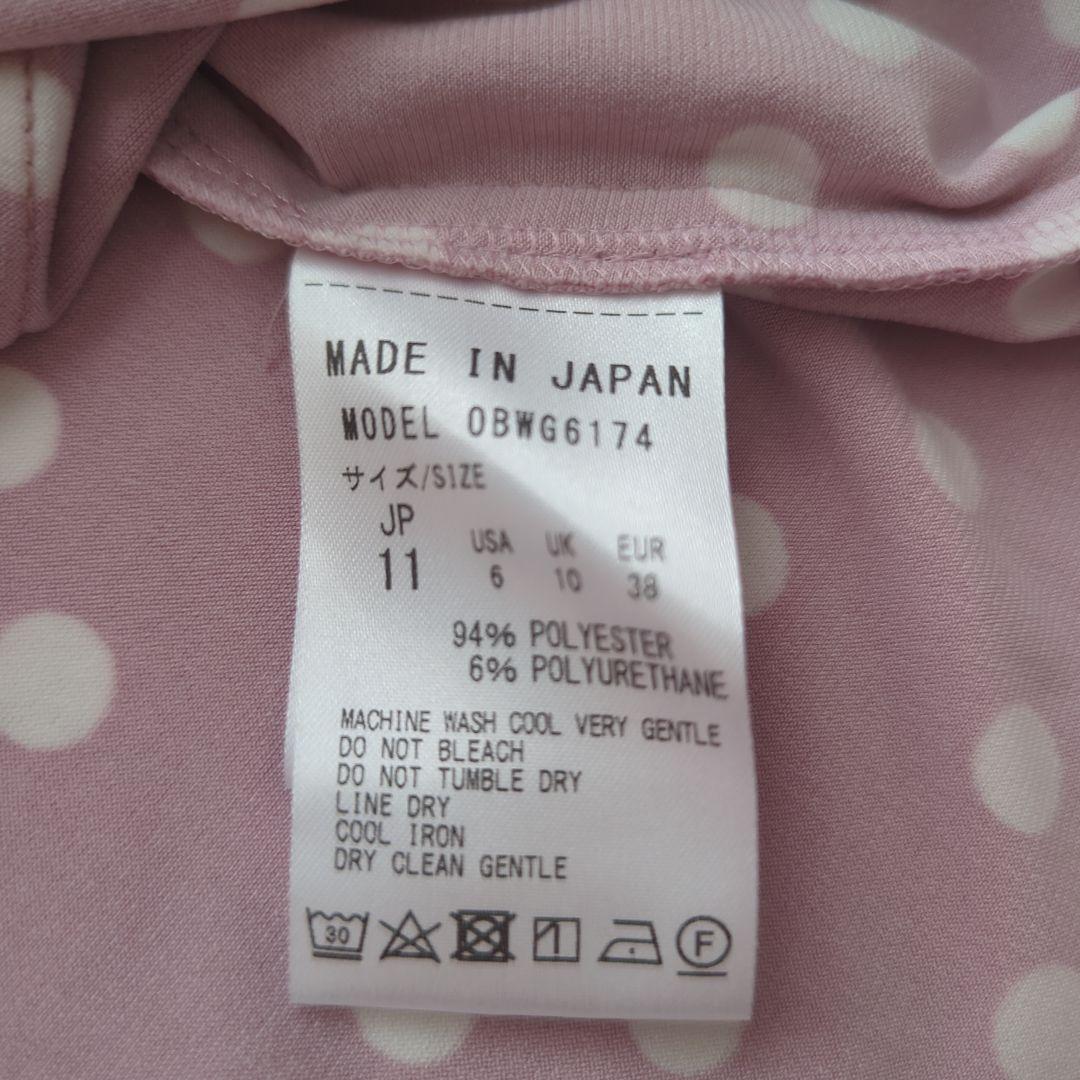 MADE IN JAPAN
MODEL OBWG6174
サイズ/SIZE
JP USA UK EUR
11 6 10 38
94% POLYESTER
6% POLYURETHANE
MACHINE WASH COOL VERY GENTLE
DO NOT BLEACH
DO NOT TUMBLE DRY
LINE DRY
COOL IRON
DRY CLEAN GENTLE
30 F